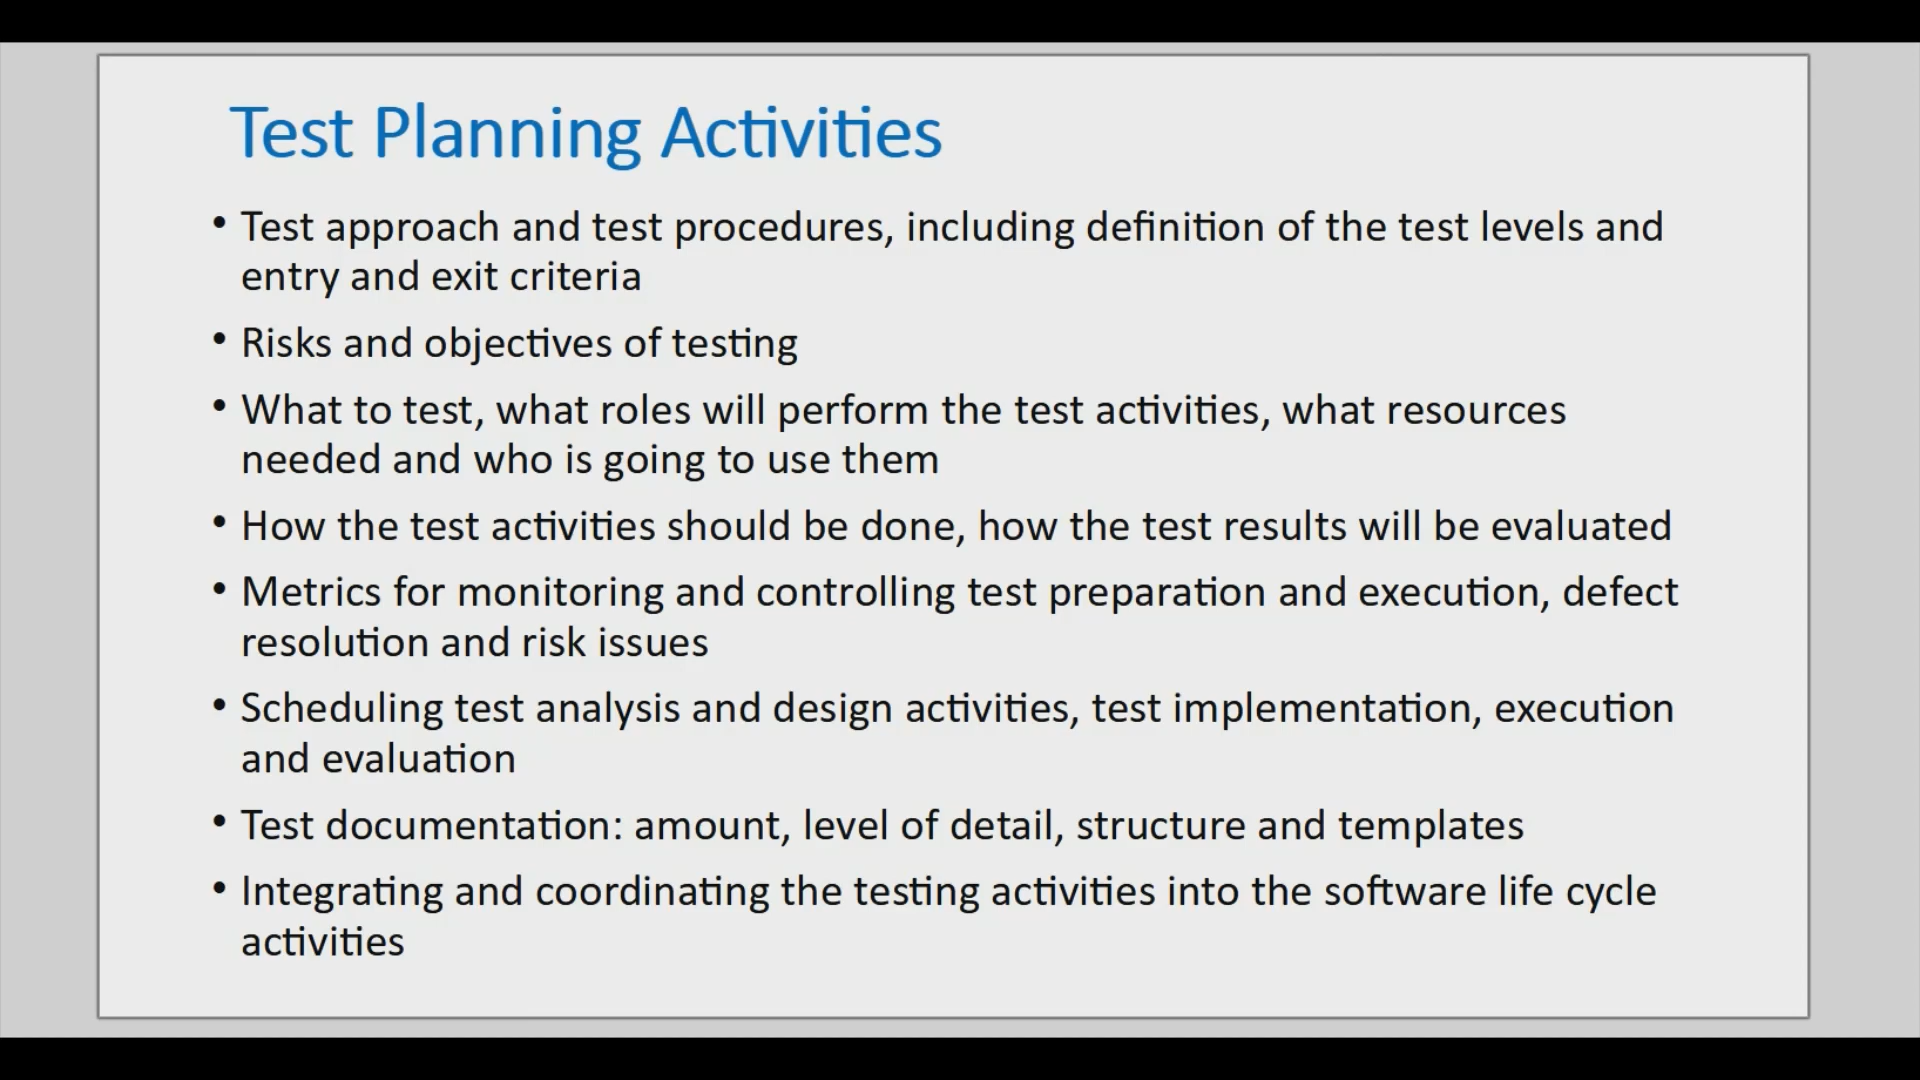 Test Planning Activities
• Test approach and test procedures, including definition of the test levels and
entry and exit criteria
• Risks and objectives of testing
• What to test, what roles will perform the test activities, what resources
needed and who is going to use them
• How the test activities should be done, how the test results will be evaluated
• Metrics for monitoring and controlling test preparation and execution, defect
resolution and risk issues
• Scheduling test analysis and design activities, test implementation, execution
and evaluation
• Test documentation: amount, level of detail, structure and templates
• Integrating and coordinating the testing activities into the software life cycle
activities